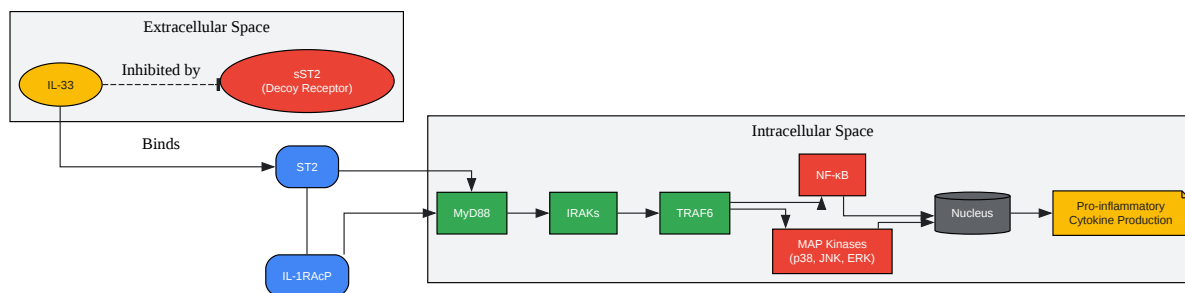 Extracellular Space
IL-33
Inhibited by
sST2
(Decoy Receptor)
Binds
ST2
IL-1RAcP
Intracellular Space
MyD88
IRAKs
TRAF6
NF-κB
MAP Kinases
(p38, JNK, ERK)
Nucleus
Pro-inflammatory
Cytokine Production